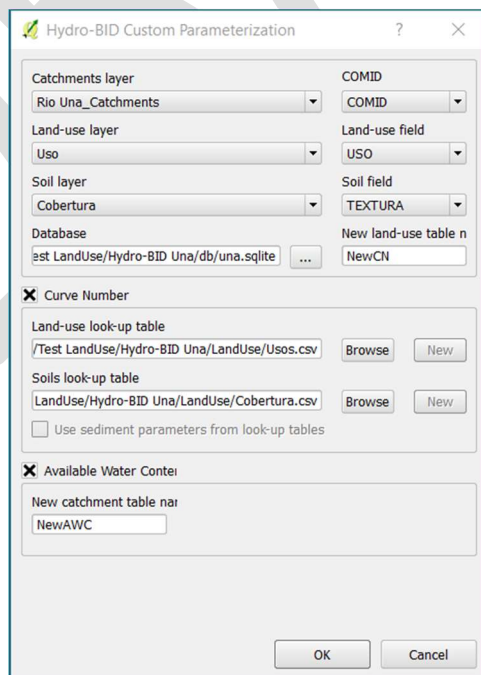 Hydro-BID Custom Parameterization ? ×
Catchments layer COMID
Rio Una_Catchments COMID
Land-use layer Land-use field
Uso USO
Soil layer Soil field
Cobertura TEXTURA
Database New land-use table n
est LandUse/Hydro-BID Una/db/una.sqlite ... NewCN
Curve Number
Land-use look-up table
/Test LandUse/Hydro-BID Una/LandUse/Usos.csv Browse New
Soils look-up table
LandUse/Hydro-BID Una/LandUse/Cobertura.csv Browse New
Use sediment parameters from look-up tables
Available Water Conter
New catchment table nar
NewAWC
OK Cancel